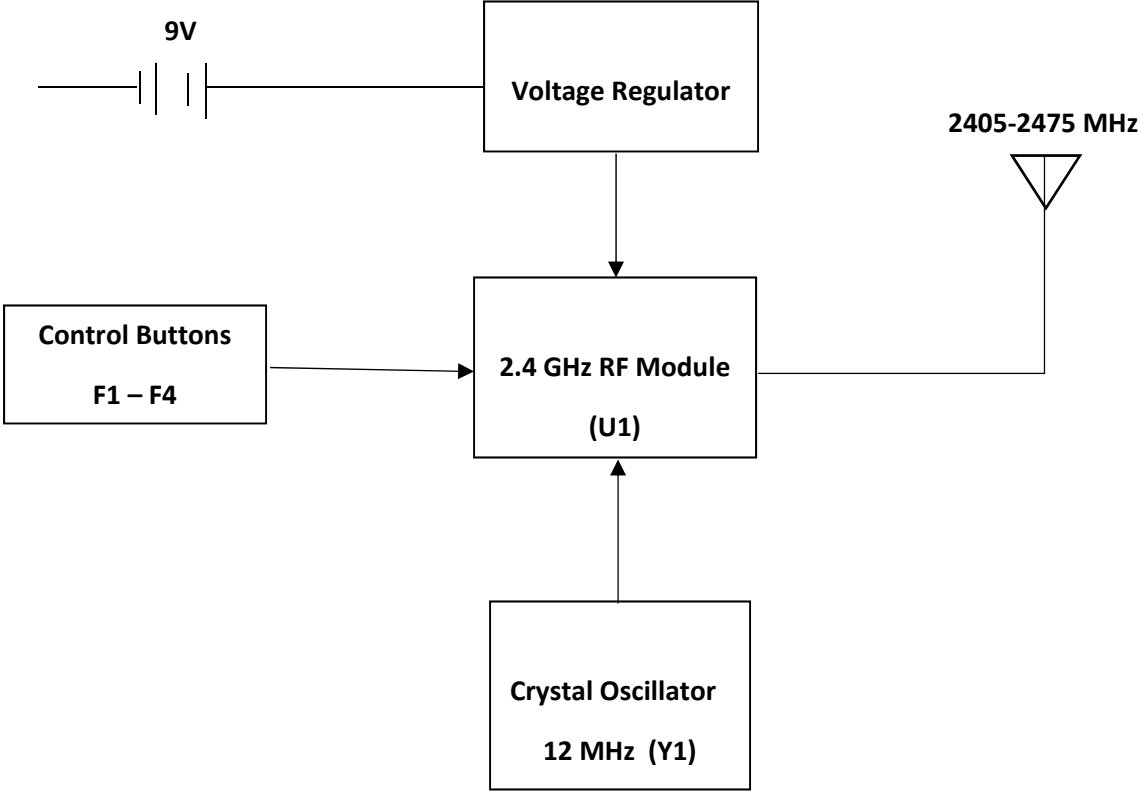 9V
Voltage Regulator
2405-2475 MHz
Control Buttons
F1 – F4
2.4 GHz RF Module
(U1)
Crystal Oscillator
12 MHz (Y1)